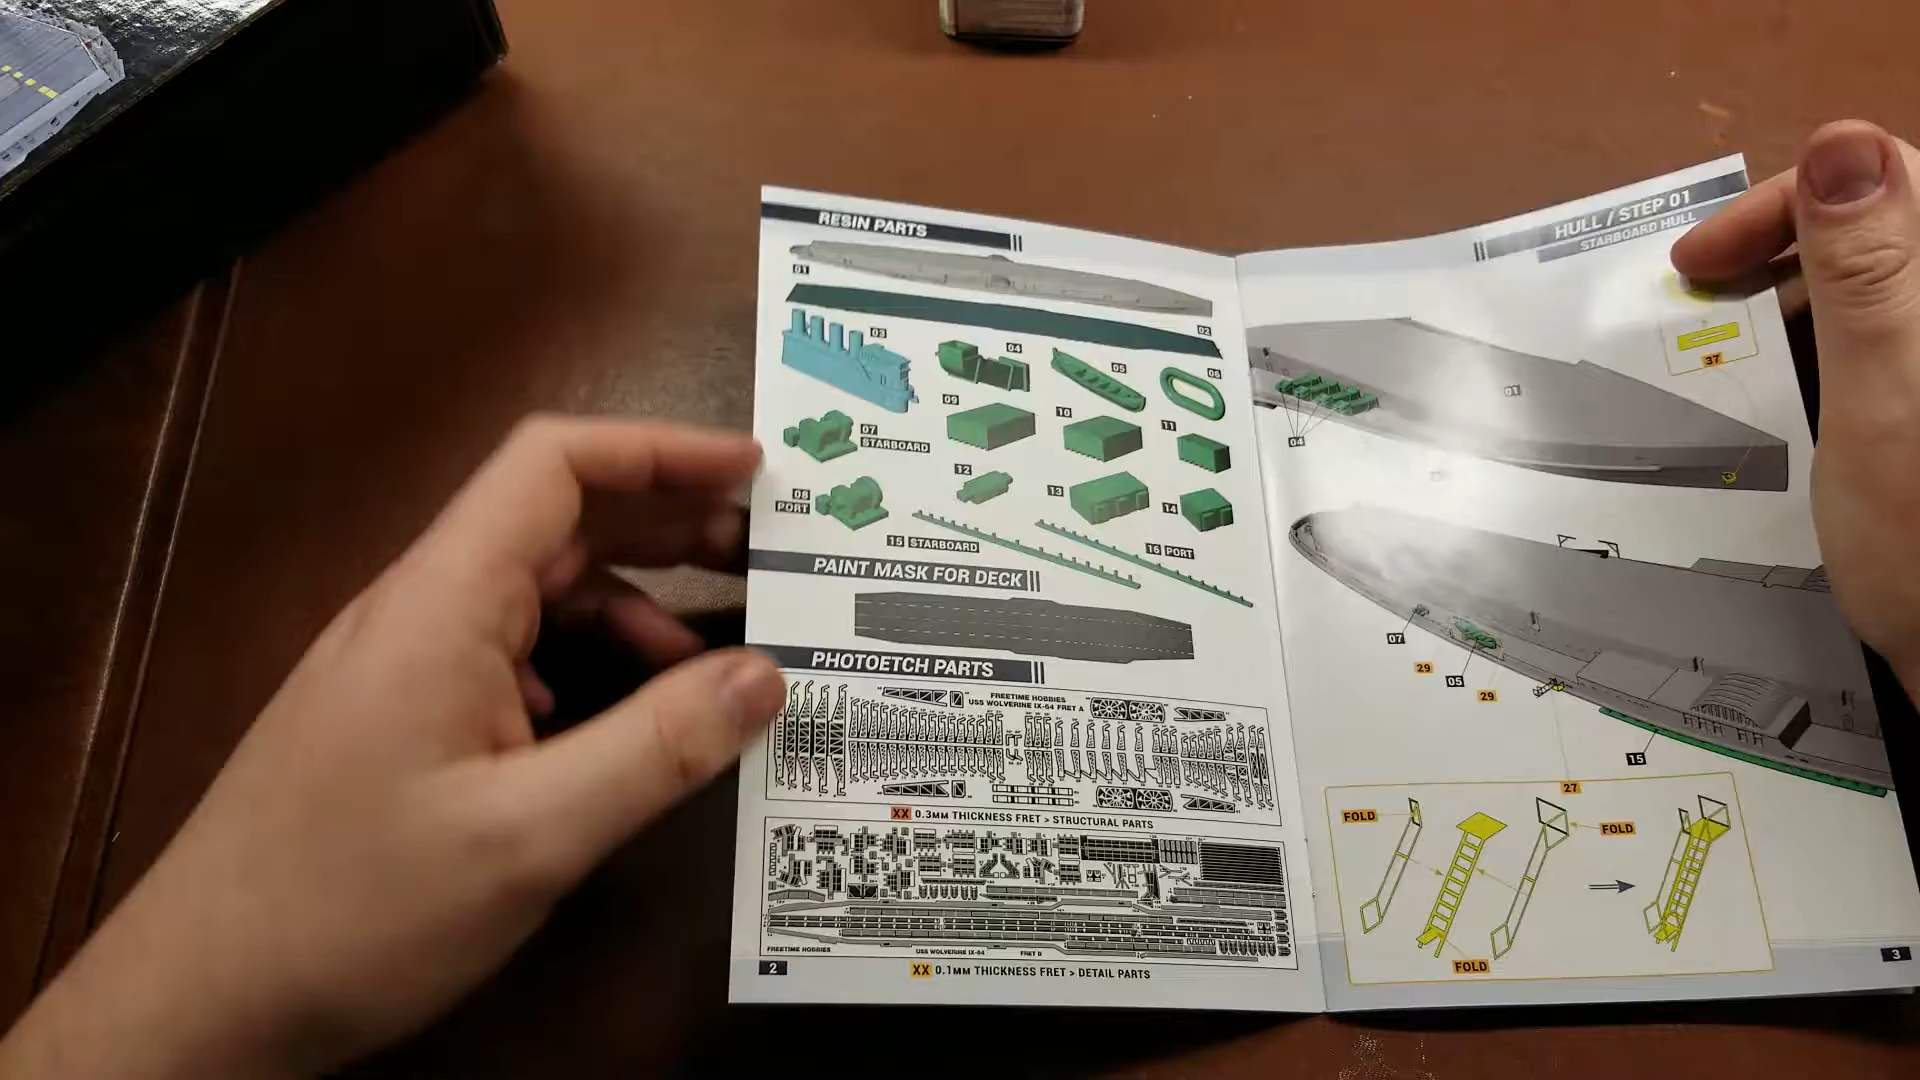 RESIN PARTS
01
02
03
04
05
06
07
STARBOARD
09
10
11
12
08
PORT
13
14
15 STARBOARD
16 PORT
PAINT MASK FOR DECK
PHOTOETCH PARTS
FREETIME HOBBIES
USS WOLVERINE IX-64 FRET A
XX 0.3MM THICKNESS FRET > STRUCTURAL PARTS
FREETIME HOBBIES
USS WOLVERINE IX-64
FRET B
2
XX 0.1MM THICKNESS FRET > DETAIL PARTS
HULL / STEP 01
STARBOARD HULL
37
01
04
07
29
05
29
15
27
FOLD
FOLD
FOLD
3